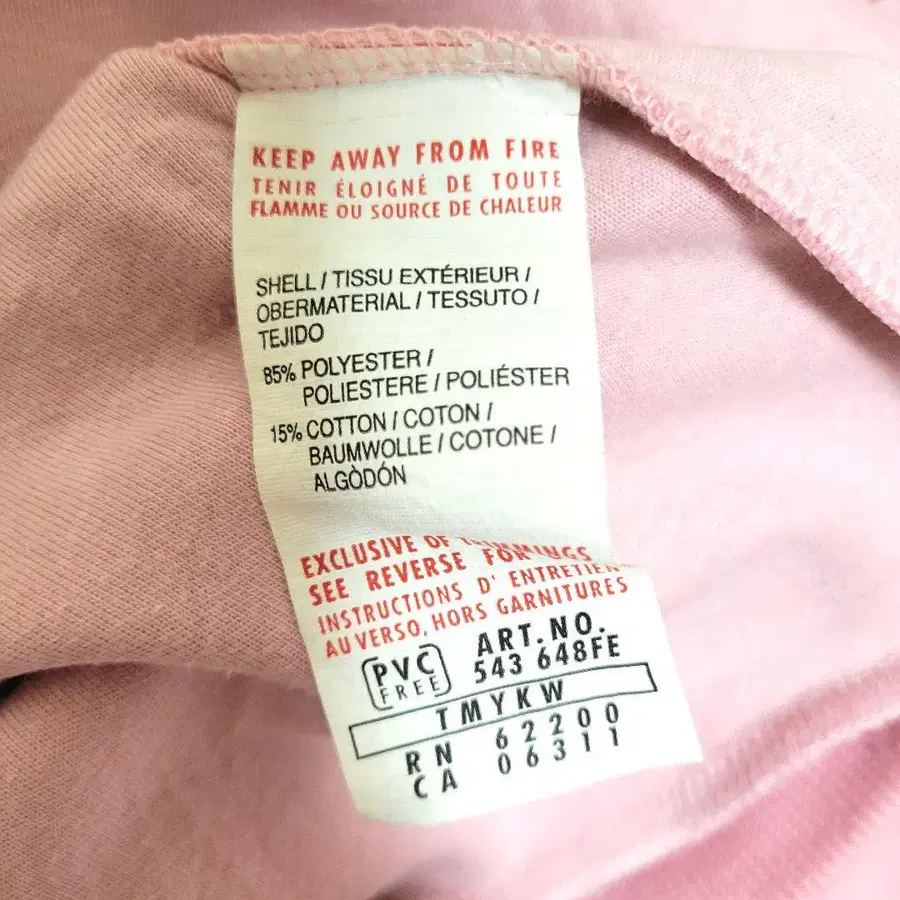 KEEP AWAY FROM FIRE
TENIR ÉLOIGNÉ DE TOUTE
FLAMME OU SOURCE DE CHALEUR
SHELL / TISSU EXTÉRIEUR /
OBERMATERIAL / TESSUTO /
TEJIDO
85% POLYESTER /
POLIESTERE / POLIÉSTER
15% COTTON / COTON /
BAUMWOLLE / COTONE /
ALGÒDÓN
EXCLUSIVE OF TRIMMINGS
SEE REVERSE FOR
INSTRUCTIONS D' ENTRETIEN
AU VERSO, HORS GARNITURES
PVC
FREE
ART.NO.
543 648FE
TMYKW
RN 62200
CA 06311